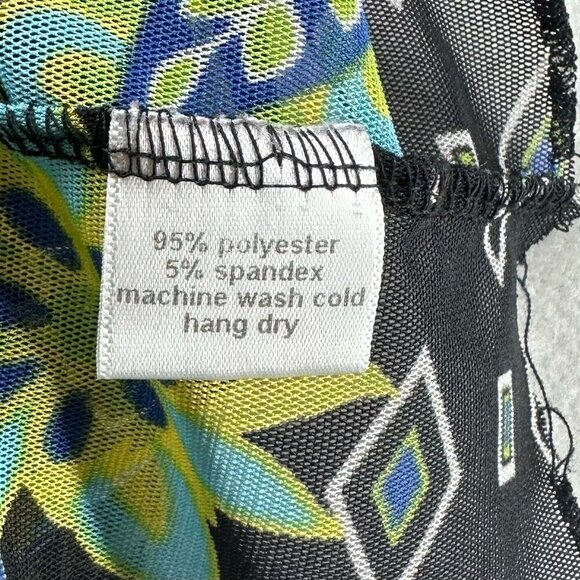 95% polyester
5% spandex
machine wash cold
hang dry